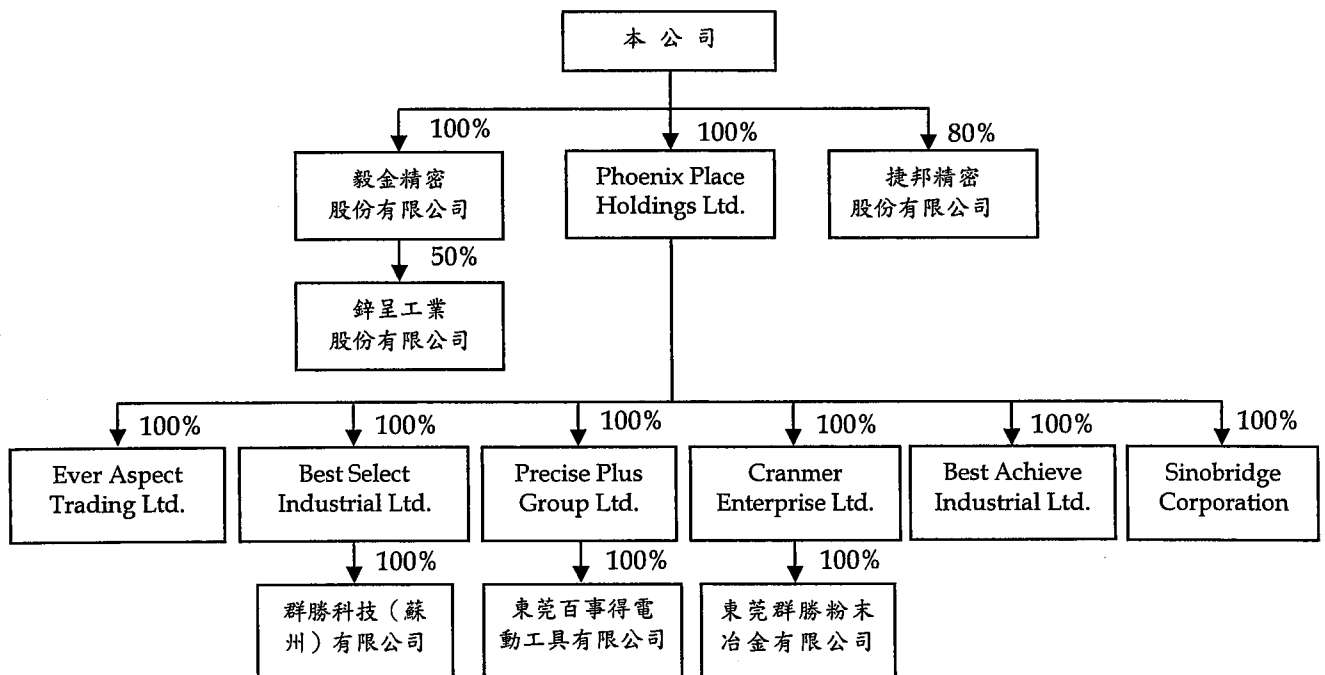 本公司
100%
100%
80%
毅金精密
股份有限公司
Phoenix Place
Holdings Ltd.
捷邦精密
股份有限公司
50%
鋅呈工業
股份有限公司
100%
100%
100%
100%
100%
100%
Ever Aspect
Trading Ltd.
Best Select
Industrial Ltd.
Precise Plus
Group Ltd.
Cranmer
Enterprise Ltd.
Best Achieve
Industrial Ltd.
Sinobridge
Corporation
100%
100%
100%
群勝科技（蘇
州）有限公司
東莞百事得電
動工具有限公司
東莞群勝粉末
冶金有限公司